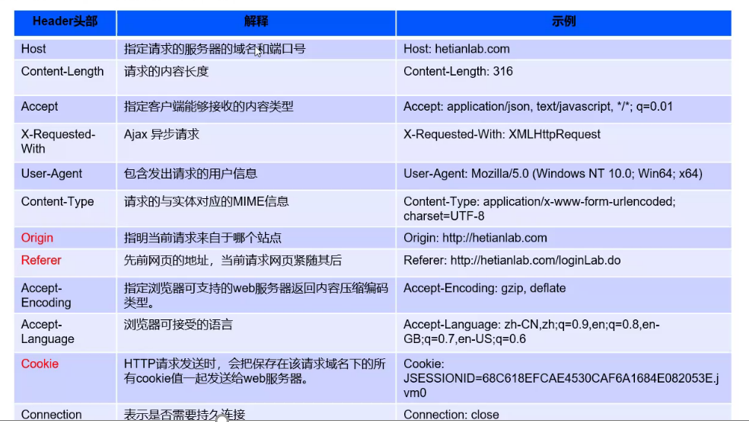 Header头部 解释 示例
Host 指定请求的服务器的域名和端口号 Host: hetianlab.com
Content-Length 请求的内容长度 Content-Length: 316
Accept 指定客户端能够接收的内容类型 Accept: application/json, text/javascript, */*; q=0.01
X-Requested-
With
Ajax 异步请求 X-Requested-With: XMLHttpRequest
User-Agent 包含发出请求的用户信息 User-Agent: Mozilla/5.0 (Windows NT 10.0; Win64; x64)
Content-Type 请求的与实体对应的MIME信息 Content-Type: application/x-www-form-urlencoded;
charset=UTF-8
Origin 指明当前请求来自于哪个站点 Origin: http://hetianlab.com
Referer 先前网页的地址，当前请求网页紧随其后 Referer: http://hetianlab.com/loginLab.do
Accept-
Encoding
指定浏览器可支持的web服务器返回内容压缩编码
类型。
Accept-Encoding: gzip, deflate
Accept-
Language
浏览器可接受的语言
Accept-Language: zh-CN,zh;q=0.9,en;q=0.8,en-
GB;q=0.7,en-US;q=0.6
Cookie
HTTP请求发送时，会把保存在该请求域名下的所
有cookie值一起发送给web服务器。
Cookie:
JSESSIONID=68C618EFCAE4530CAF6A1684E082053E.j
vm0
Connection 表示是否需要持久连接 Connection: close